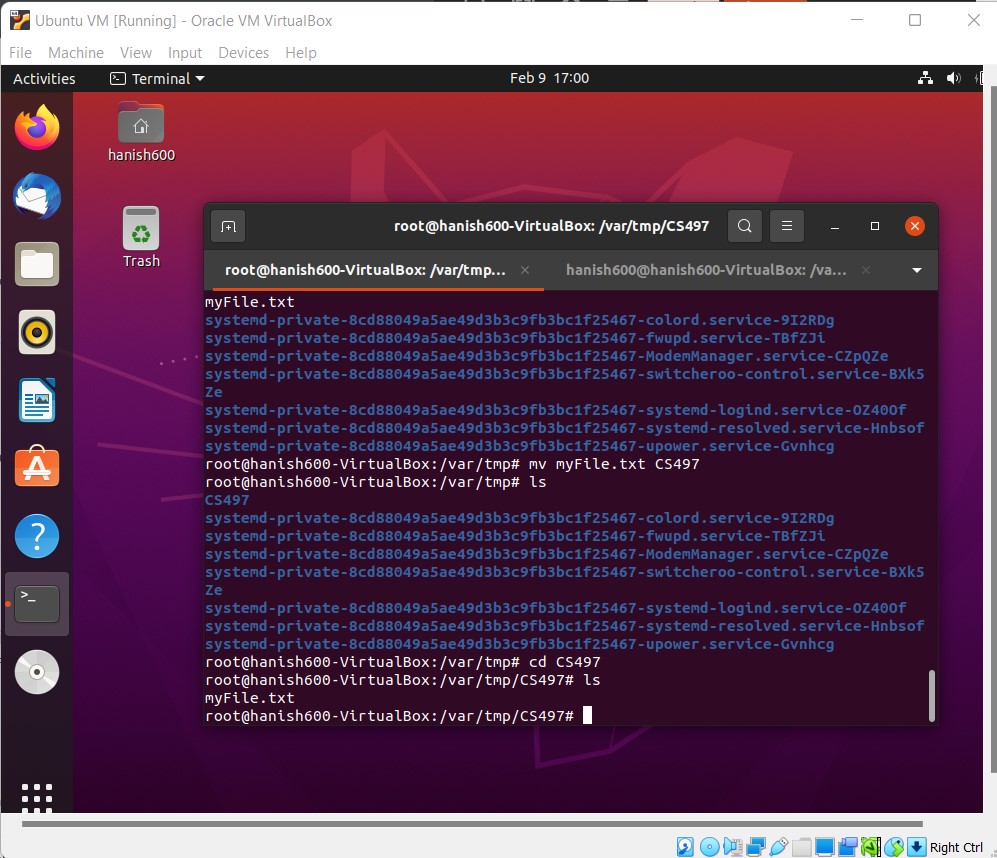 Ubuntu VM [Running] - Oracle VM VirtualBox
File Machine View Input Devices Help
Activities Terminal Feb 9 17:00
hanish600
Trash
root@hanish600-VirtualBox: /var/tmp/CS497
root@hanish600-VirtualBox: /var/tmp... hanish600@hanish600-VirtualBox: /va...
myFile.txt
systemd-private-8cd88049a5ae49d3b3c9fb3bc1f25467-colord.service-9I2RDg
systemd-private-8cd88049a5ae49d3b3c9fb3bc1f25467-fwupd.service-TBfZJi
systemd-private-8cd88049a5ae49d3b3c9fb3bc1f25467-ModemManager.service-CZpQZe
systemd-private-8cd88049a5ae49d3b3c9fb3bc1f25467-switcheroo-control.service-BXk5
Ze
systemd-private-8cd88049a5ae49d3b3c9fb3bc1f25467-systemd-logind.service-OZ40Of
systemd-private-8cd88049a5ae49d3b3c9fb3bc1f25467-systemd-resolved.service-Hnbsof
systemd-private-8cd88049a5ae49d3b3c9fb3bc1f25467-upower.service-Gvnhcg
root@hanish600-VirtualBox:/var/tmp# mv myFile.txt CS497
root@hanish600-VirtualBox:/var/tmp# ls
CS497
systemd-private-8cd88049a5ae49d3b3c9fb3bc1f25467-colord.service-9I2RDg
systemd-private-8cd88049a5ae49d3b3c9fb3bc1f25467-fwupd.service-TBfZJi
systemd-private-8cd88049a5ae49d3b3c9fb3bc1f25467-ModemManager.service-CZpQZe
systemd-private-8cd88049a5ae49d3b3c9fb3bc1f25467-switcheroo-control.service-BXk5
Ze
systemd-private-8cd88049a5ae49d3b3c9fb3bc1f25467-systemd-logind.service-OZ40Of
systemd-private-8cd88049a5ae49d3b3c9fb3bc1f25467-systemd-resolved.service-Hnbsof
systemd-private-8cd88049a5ae49d3b3c9fb3bc1f25467-upower.service-Gvnhcg
root@hanish600-VirtualBox:/var/tmp# cd CS497
root@hanish600-VirtualBox:/var/tmp/CS497# ls
myFile.txt
root@hanish600-VirtualBox:/var/tmp/CS497#
Right Ctrl